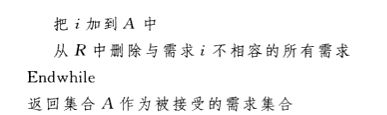 把 i 加到 A 中
从 R 中删除与需求 i 不相容的所有需求
Endwhile
返回集合 A 作为被接受的需求集合